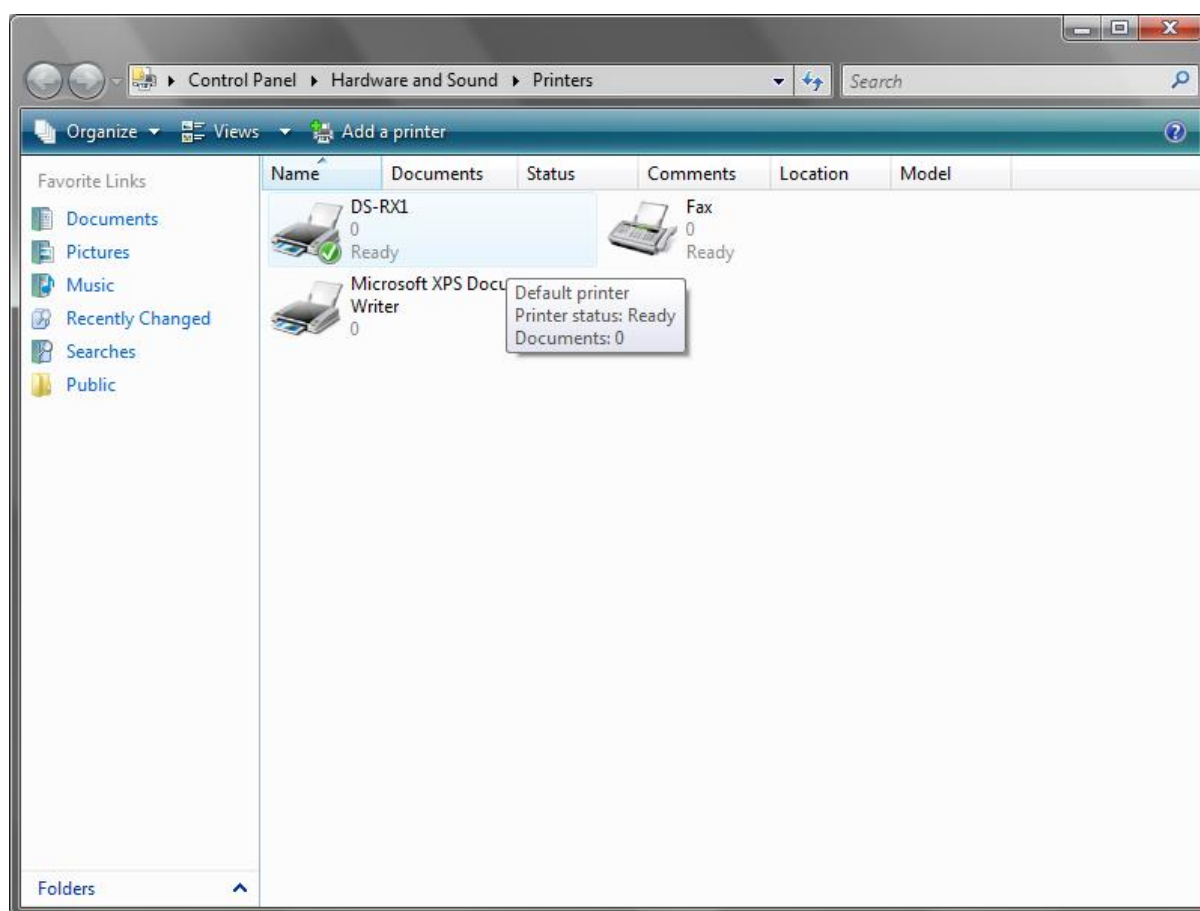 Control Panel Hardware and Sound Printers Search
Organize Views Add a printer
Favorite Links
Documents
Pictures
Music
Recently Changed
Searches
Public
Folders
Name Documents Status Comments Location Model
DS-RX1
0
Ready
Fax
0
Ready
Microsoft XPS Docu
Writer
0
Default printer
Printer status: Ready
Documents: 0